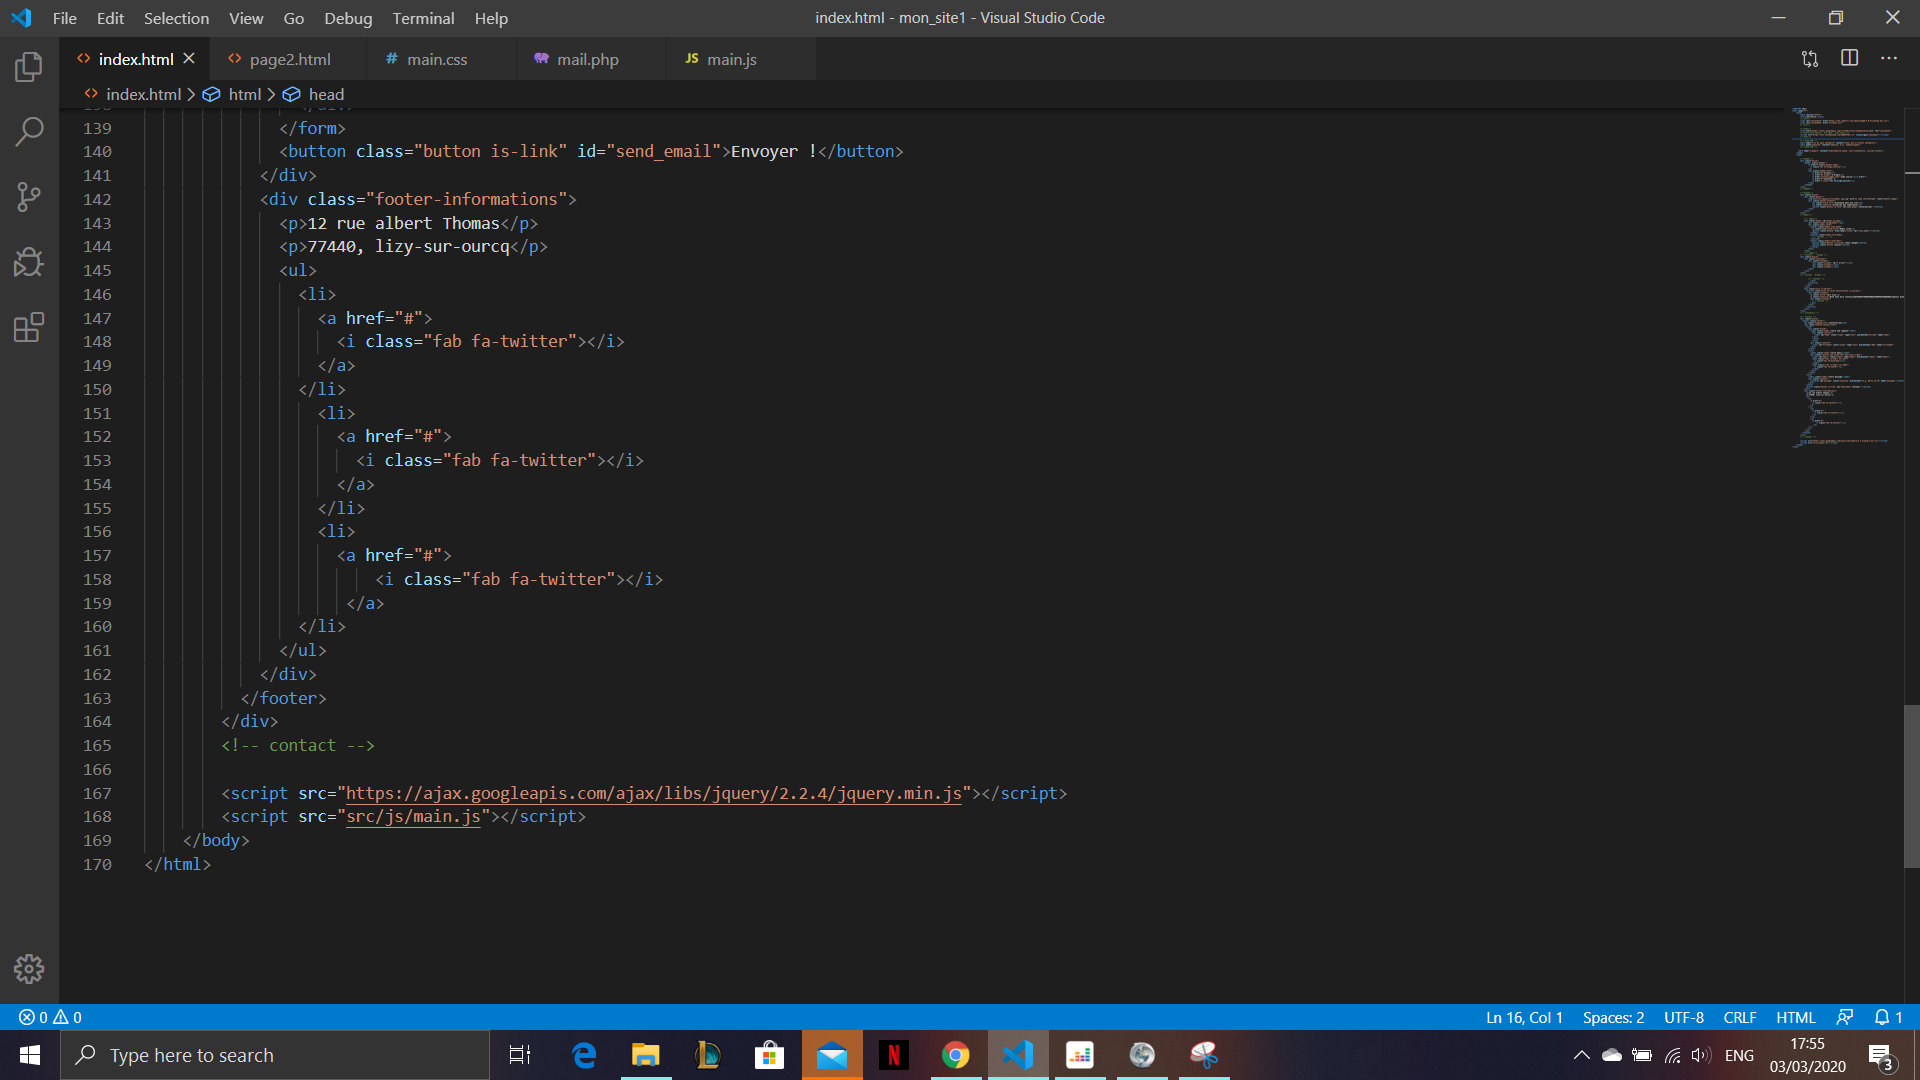 File Edit Selection View Go Debug Terminal Help
index.html - mon_site1 - Visual Studio Code
index.html page2.html main.css mail.php JS main.js
index.html > html > head
139 </form>
140 <button class="button is-link" id="send_email">Envoyer !</button>
141 </div>
142 <div class="footer-informations">
143 <p>12 rue albert Thomas</p>
144 <p>77440, lizy-sur-ourcq</p>
145 <ul>
146 <li>
147 <a href="#">
148 <i class="fab fa-twitter"></i>
149 </a>
150 </li>
151 <li>
152 <a href="#">
153 <i class="fab fa-twitter"></i>
154 </a>
155 </li>
156 <li>
157 <a href="#">
158 <i class="fab fa-twitter"></i>
159 </a>
160 </li>
161 </ul>
162 </div>
163 </footer>
164 </div>
165 <!-- contact -->
166
167 <script src="https://ajax.googleapis.com/ajax/libs/jquery/2.2.4/jquery.min.js"></script>
168 <script src="src/js/main.js"></script>
169 </body>
170 </html>
0 0 Ln 16, Col 1 Spaces: 2 UTF-8 CRLF HTML 1
Type here to search
N
ENG
17:55
03/03/2020
3